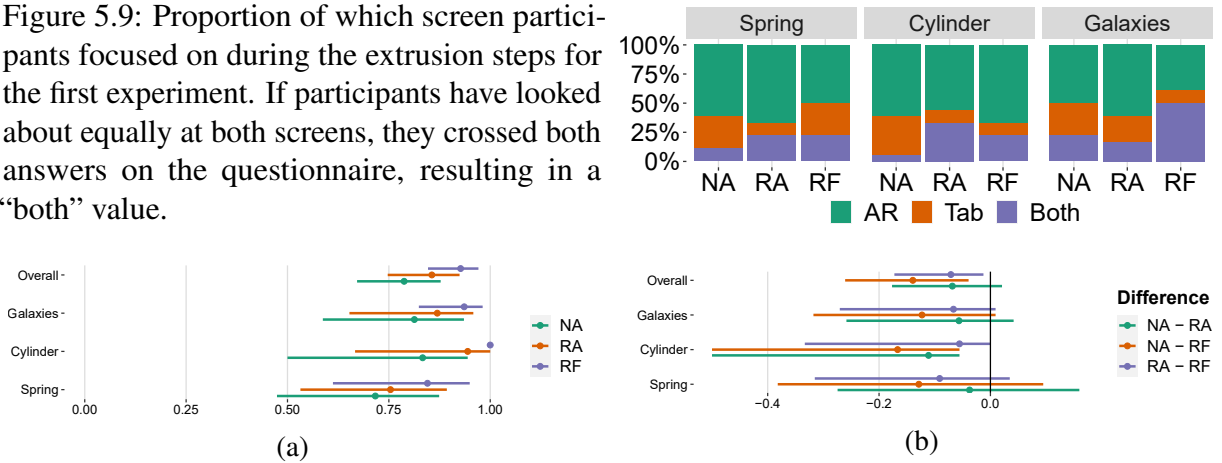 Figure 5.9: Proportion of which screen partici-
pants focused on during the extrusion steps for
the first experiment. If participants have looked
about equally at both screens, they crossed both
answers on the questionnaire, resulting in a
“both” value.
Spring Cylinder Galaxies
100%
75%
50%
25%
0%
NA RA RF NA RA RF NA RA RF
AR Tab Both
Overall
Galaxies
Cylinder
Spring
0.00 0.25 0.50 0.75 1.00
NA
RA
RF
(a)
Overall
Galaxies
Cylinder
Spring
−0.4 −0.2 0.0
Difference
NA − RA
NA − RF
RA − RF
(b)